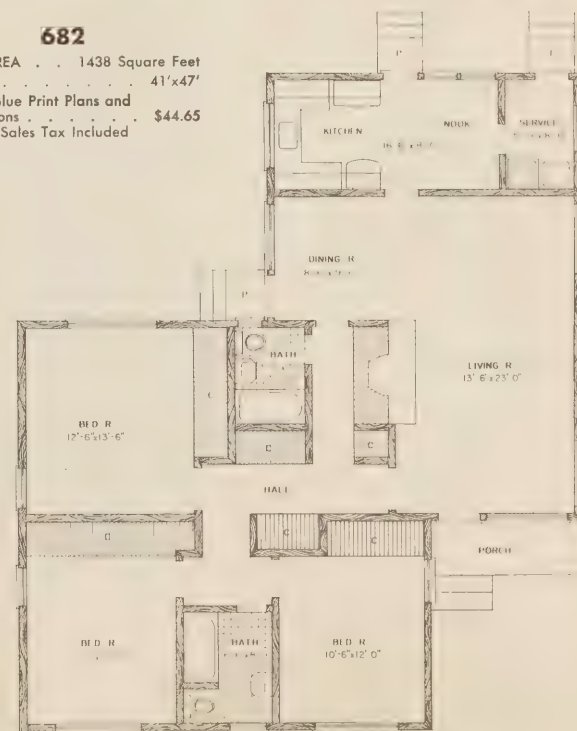 682
REA . . 1438 Square Feet
. . . . . . . . 41'x47'
lue Print Plans and
ons . . . . . . $44.65
Sales Tax Included
P
KITCHEN
NOOK
SERVICE
DINING R
P
BATH
LIVING R
13' 6"x23' 0"
BED R
12'-6"x13'-6"
C
C
C
HALL
C
C
C
PORCH
BED R
BATH
BED R
10'-6"x12' 0"